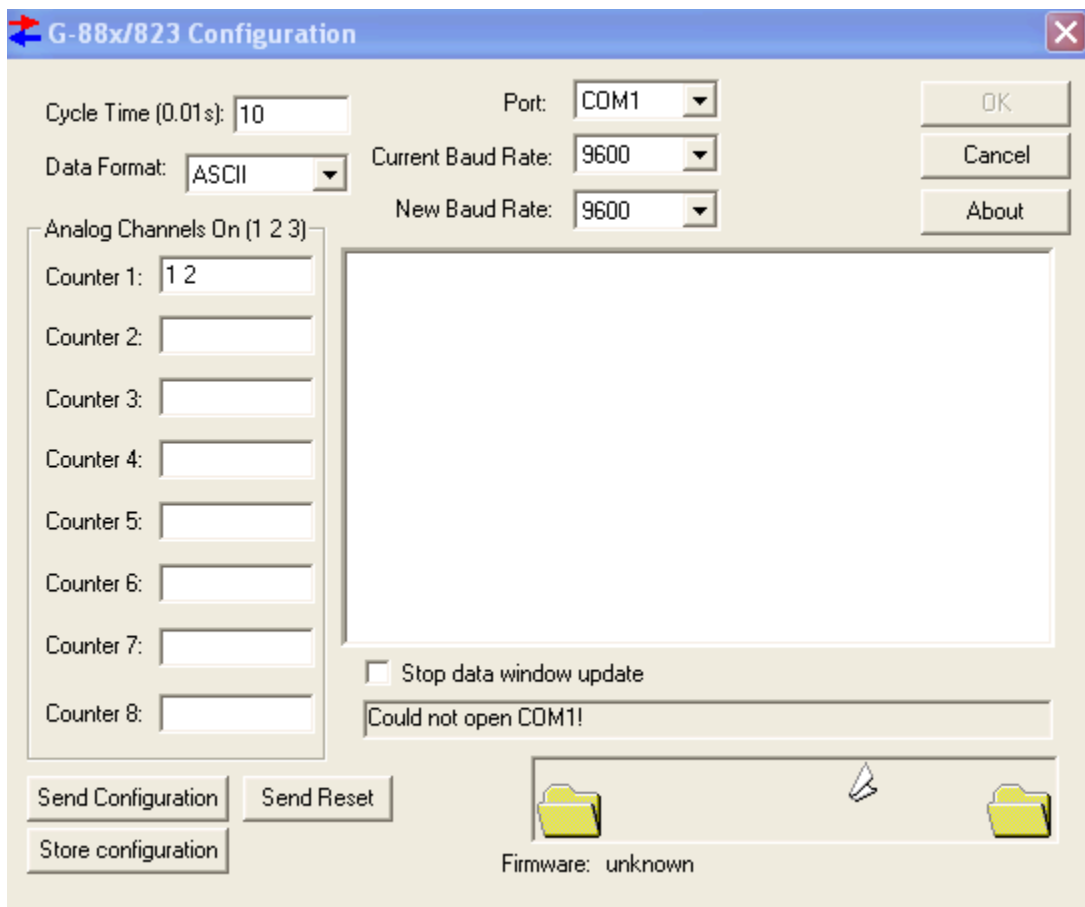 G-88x/823 Configuration
Cycle Time (0.01s): 10
Port: COM1
OK
Data Format: ASCII
Current Baud Rate: 9600
Cancel
New Baud Rate: 9600
About
Analog Channels On (1 2 3)
Counter 1: 1 2
Counter 2:
Counter 3:
Counter 4:
Counter 5:
Counter 6:
Counter 7:
Counter 8:
Stop data window update
Could not open COM1!
Send Configuration
Send Reset
Store configuration
Firmware: unknown